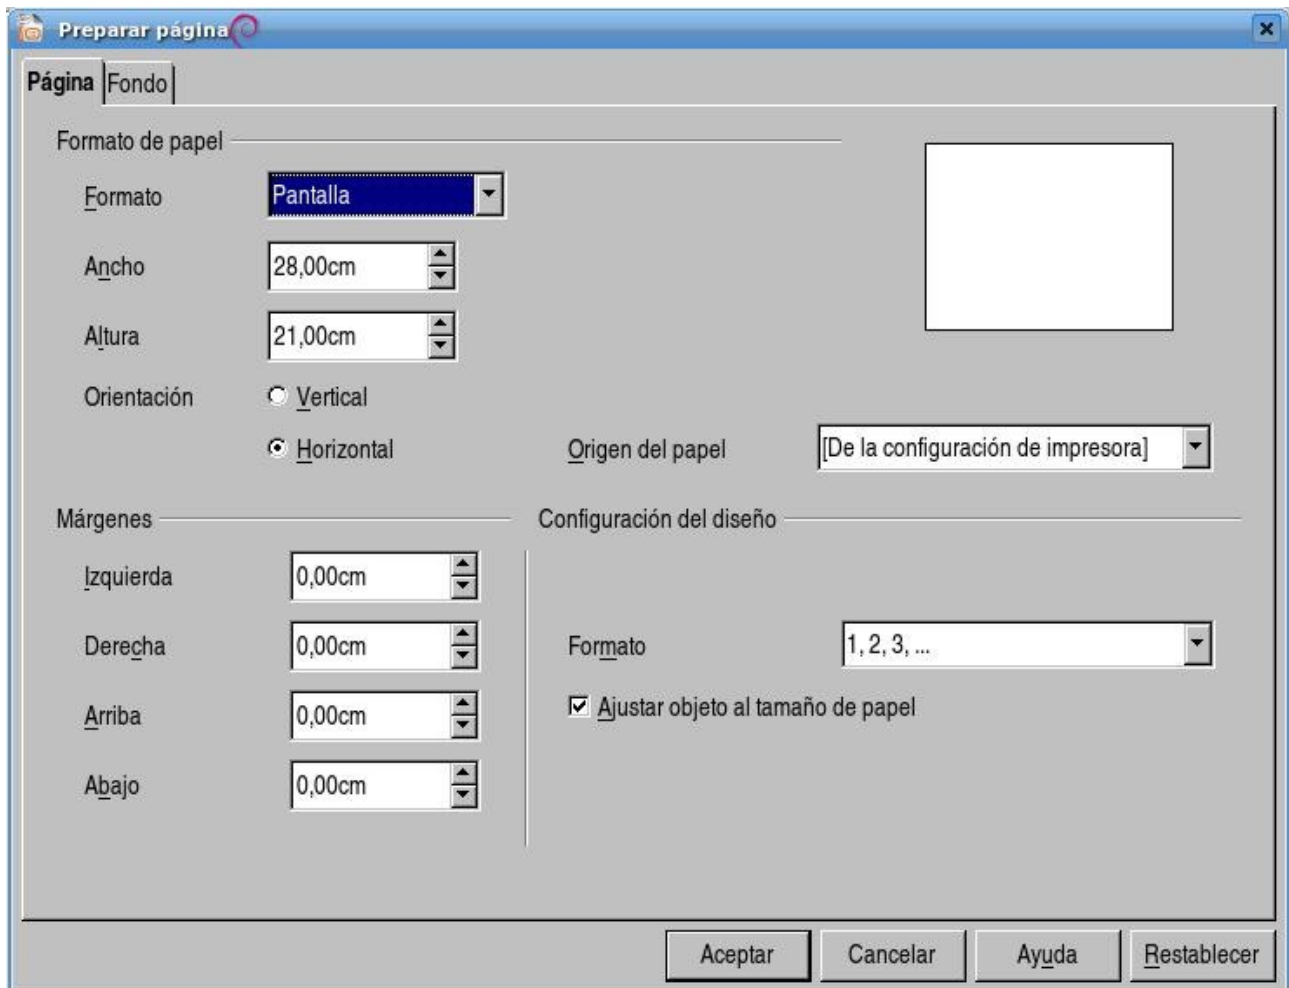 Preparar página
Página Fondo
Formato de papel
Formato Pantalla
Ancho 28,00cm
Altura 21,00cm
Orientación Vertical
Horizontal Origen del papel [De la configuración de impresora]
Márgenes Configuración del diseño
Izquierda 0,00cm
Derecha 0,00cm Formato 1, 2, 3, ...
Arriba 0,00cm Ajustar objeto al tamaño de papel
Abajo 0,00cm
Aceptar Cancelar Ayuda Restablecer